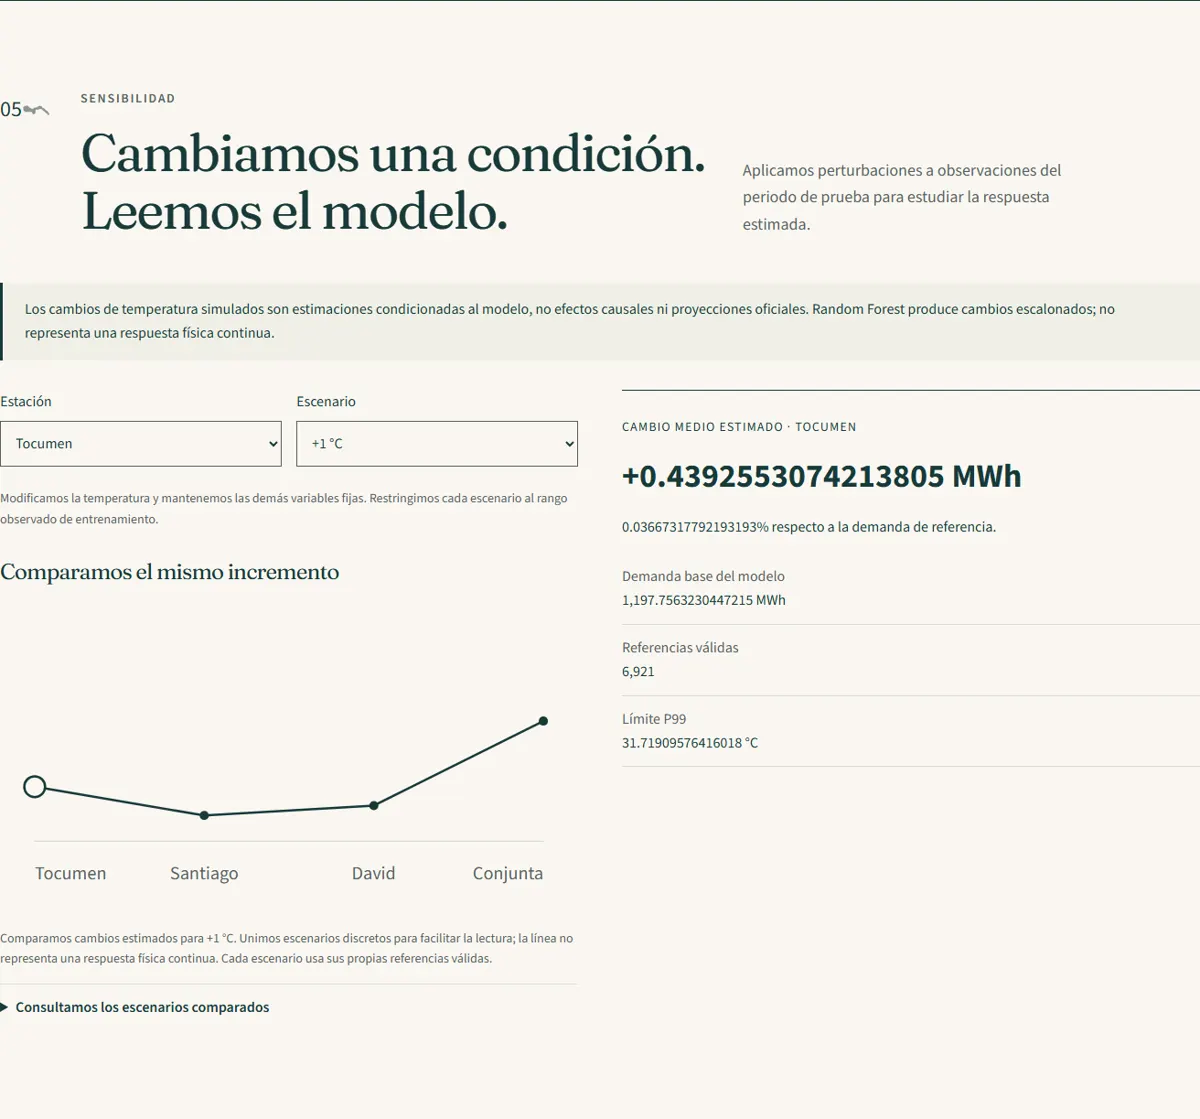 05
SENSIBILIDAD
Cambiamos una condición.
Leemos el modelo.
Aplicamos perturbaciones a observaciones del
periodo de prueba para estudiar la respuesta
estimada.
Los cambios de temperatura simulados son estimaciones condicionadas al modelo, no efectos causales ni proyecciones oficiales. Random Forest produce cambios escalonados; no
representa una respuesta física continua.
Estación
Escenario
Tocumen
+1 °C
Modificamos la temperatura y mantenemos las demás variables fijas. Restringimos cada escenario al rango
observado de entrenamiento.
Comparamos el mismo incremento
Tocumen
Santiago
David
Conjunta
Comparamos cambios estimados para +1 °C. Unimos escenarios discretos para facilitar la lectura; la línea no
representa una respuesta física continua. Cada escenario usa sus propias referencias válidas.
Consultamos los escenarios comparados
CAMBIO MEDIO ESTIMADO · TOCUMEN
+0.4392553074213805 MWh
0.03667317792193193% respecto a la demanda de referencia.
Demanda base del modelo
1,197.7563230447215 MWh
Referencias válidas
6,921
Límite P99
31.71909576416018 °C